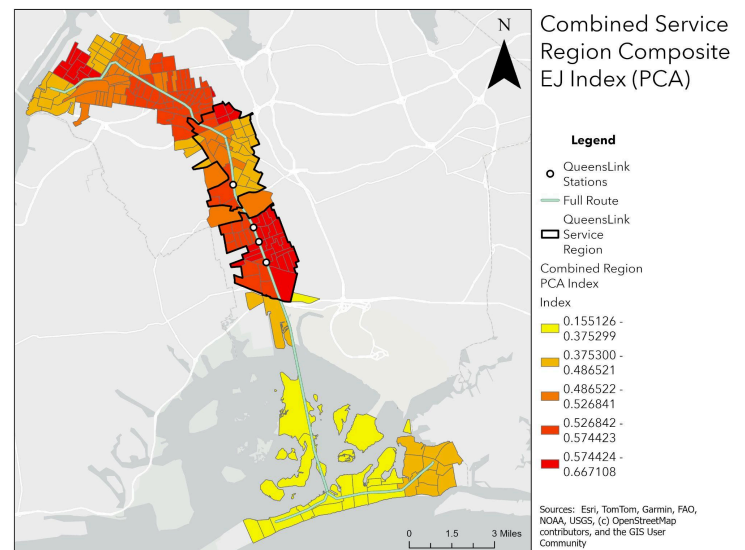 N
Combined Service
Region Composite
EJ Index (PCA)
Legend
QueensLink
Stations
Full Route
QueensLink
Service
Region
Combined Region
PCA Index
Index
0.155126 -
0.375299
0.375300 -
0.486521
0.486522 -
0.526841
0.526842 -
0.574423
0.574424 -
0.667108
0 1.5 3 Miles
Sources: Esri, TomTom, Garmin, FAO,
NOAA, USGS, (c) OpenStreetMap
contributors, and the GIS User
Community